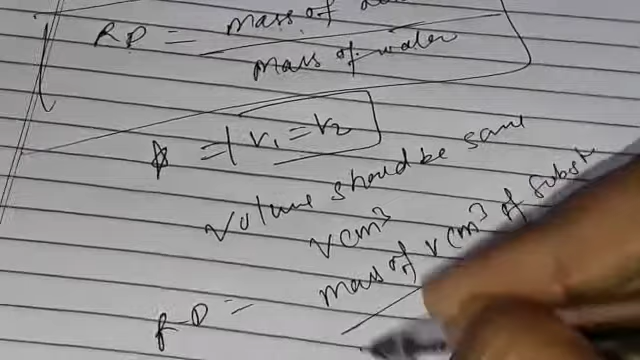 RD = mass of
mass of water
⇒ V₁ = V₂
Volume should be same
V cm³
mass of V cm³ of Subst
RD =